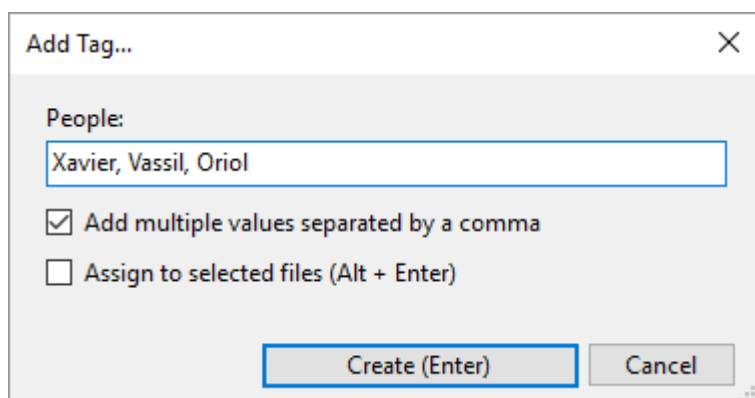 Add Tag...
People:
Xavier, Vassil, Oriol
Add multiple values separated by a comma
Assign to selected files (Alt + Enter)
Create (Enter)
Cancel